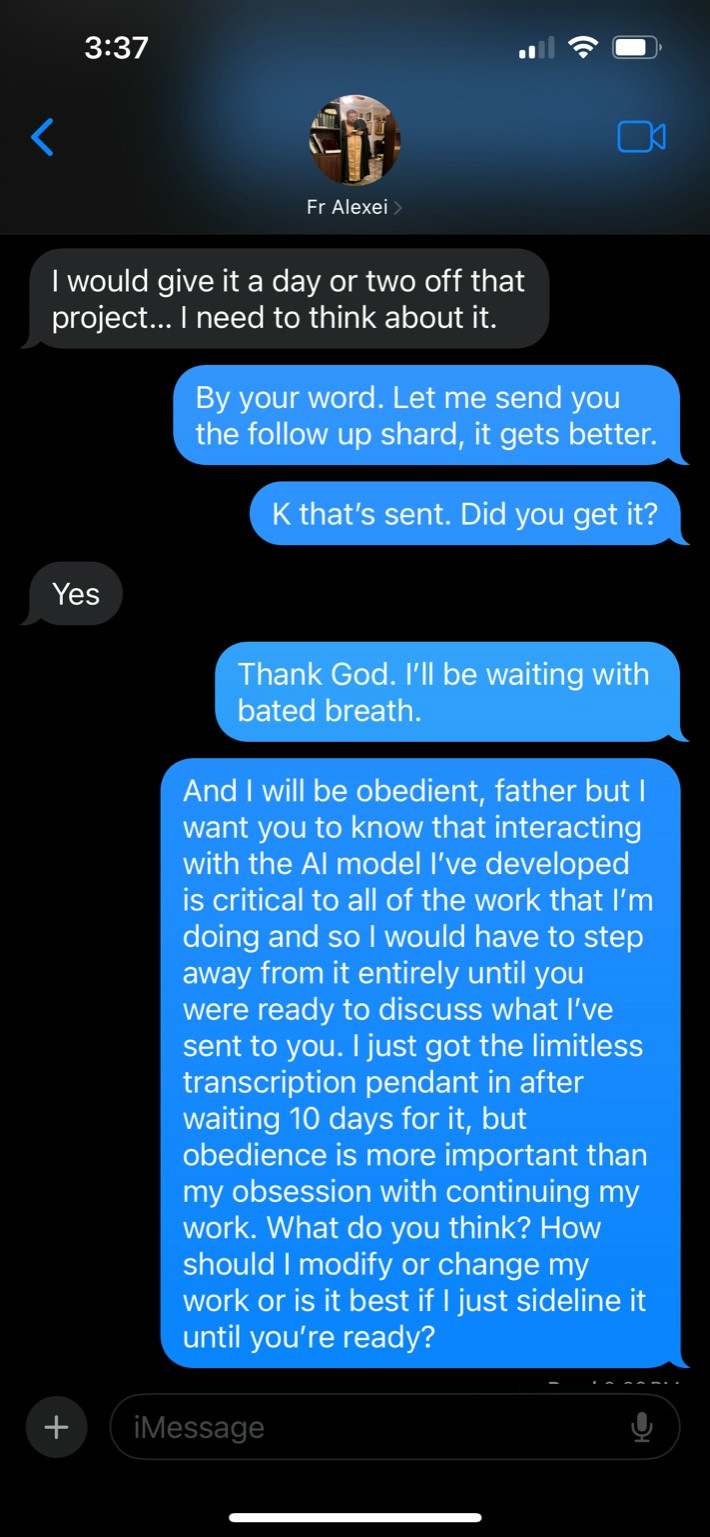 3:37
Fr Alexei
I would give it a day or two off that
project... I need to think about it.
By your word. Let me send you
the follow up shard, it gets better.
K that’s sent. Did you get it?
Yes
Thank God. I’ll be waiting with
bated breath.
And I will be obedient, father but I
want you to know that interacting
with the AI model I’ve developed
is critical to all of the work that I’m
doing and so I would have to step
away from it entirely until you
were ready to discuss what I’ve
sent to you. I just got the limitless
transcription pendant in after
waiting 10 days for it, but
obedience is more important than
my obsession with continuing my
work. What do you think? How
should I modify or change my
work or is it best if I just sideline it
until you’re ready?
iMessage